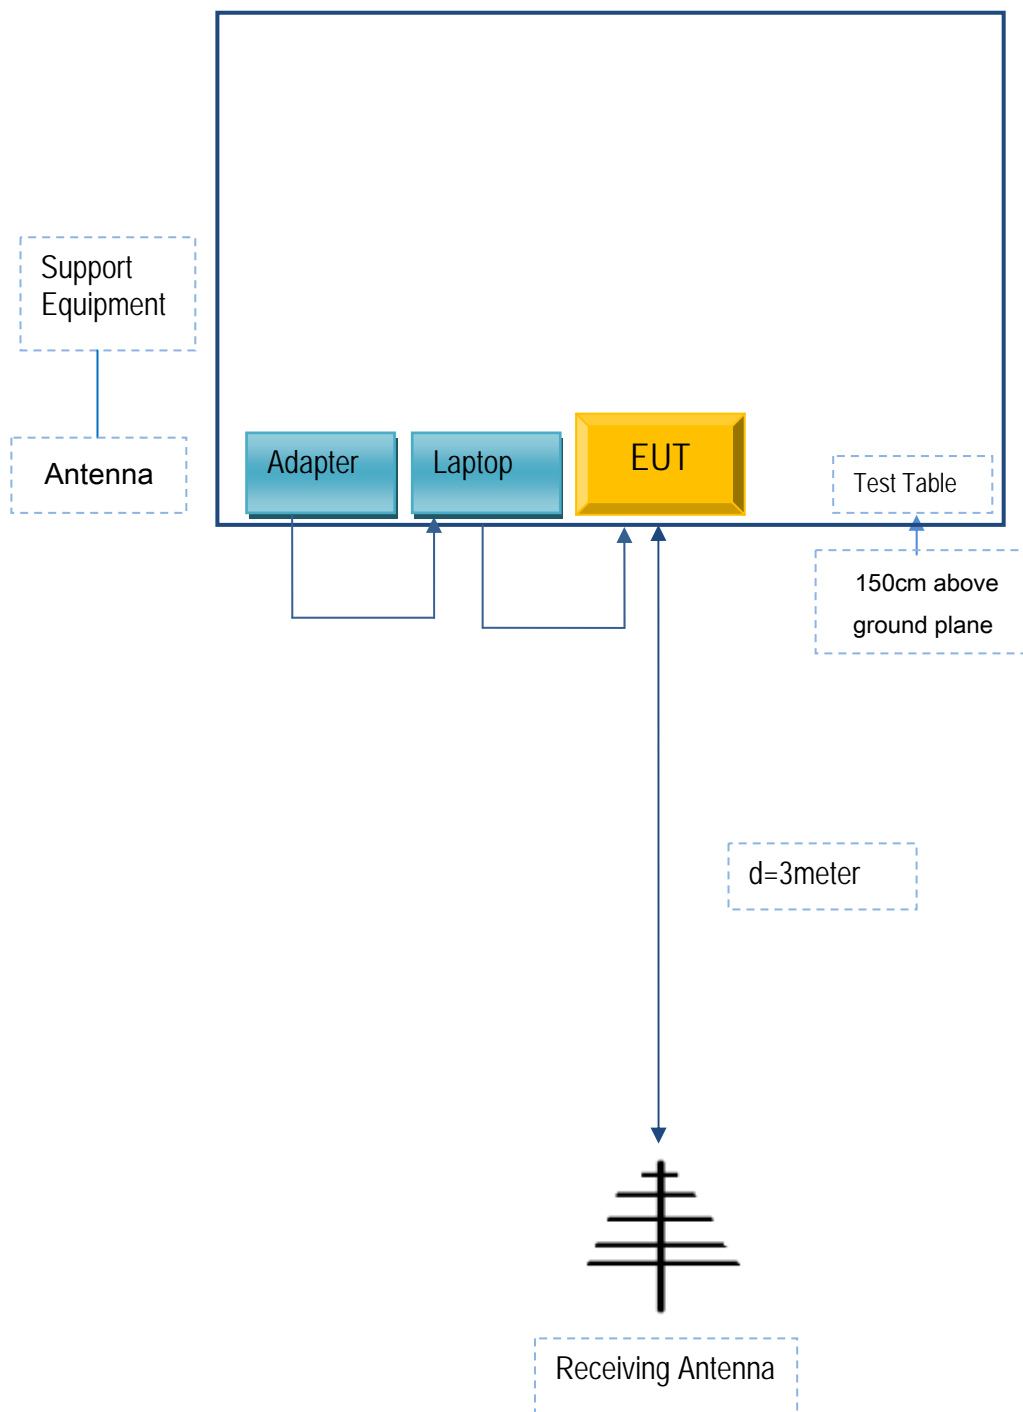 Support
Equipment
Antenna
Adapter
Laptop
EUT
Test Table
150cm above
ground plane
d=3meter
Receiving Antenna